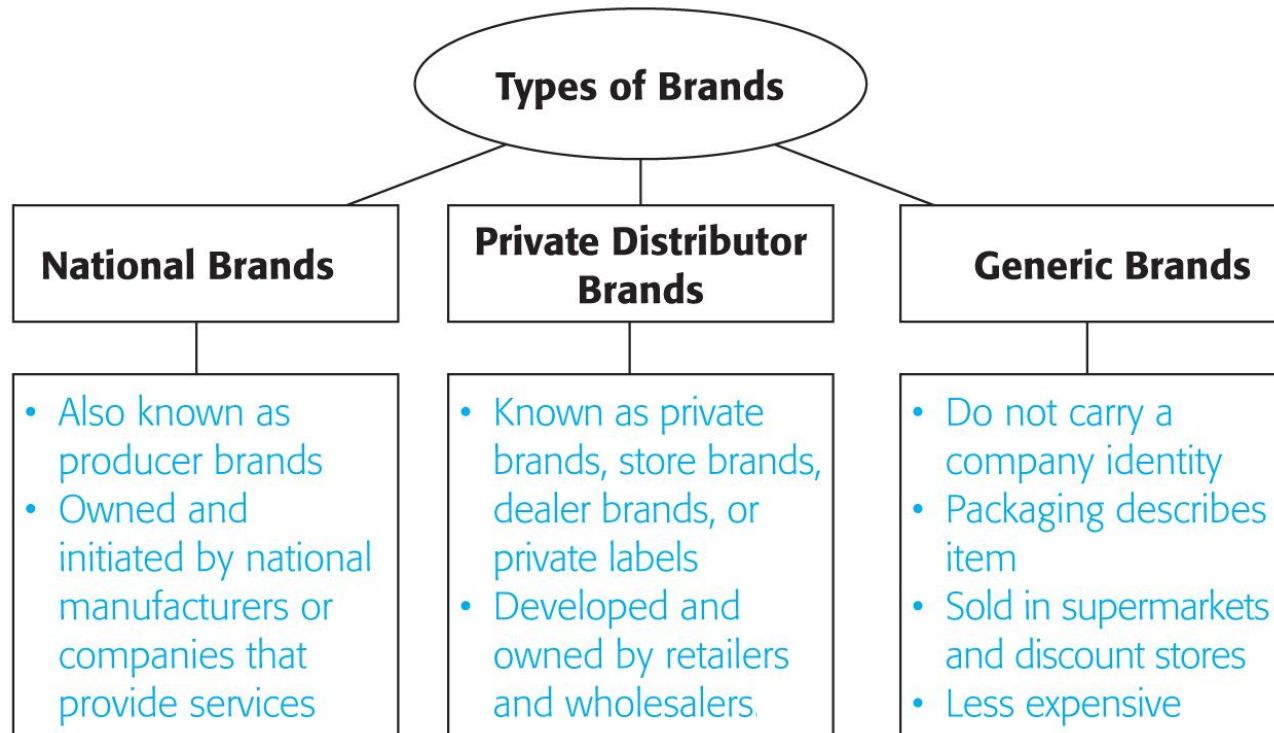 Types of Brands
National Brands
Private Distributor
Brands
Generic Brands
• Also known as
producer brands
• Owned and
initiated by national
manufacturers or
companies that
provide services
• Known as private
brands, store brands,
dealer brands, or
private labels
• Developed and
owned by retailers
and wholesalers.
• Do not carry a
company identity
• Packaging describes
item
• Sold in supermarkets
and discount stores
• Less expensive